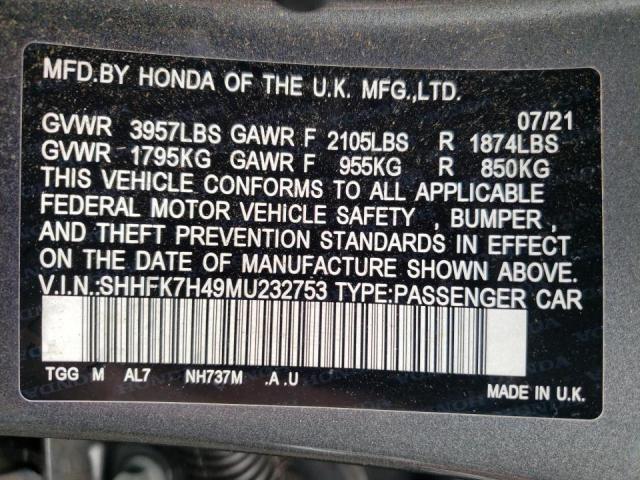 MFD.BY HONDA OF THE U.K. MFG.,LTD.
07/21
GVWR 3957LBS GAWR F 2105LBS R 1874LBS
GVWR 1795KG GAWR F 955KG R 850KG
THIS VEHICLE CONFORMS TO ALL APPLICABLE
FEDERAL MOTOR VEHICLE SAFETY , BUMPER ,
AND THEFT PREVENTION STANDARDS IN EFFECT
ON THE DATE OF MANUFACTURE SHOWN ABOVE.
V.I.N.:SHHFK7H49MU232753 TYPE:PASSENGER CAR
TGG M AL7 NH737M .A .U
MADE IN U.K.